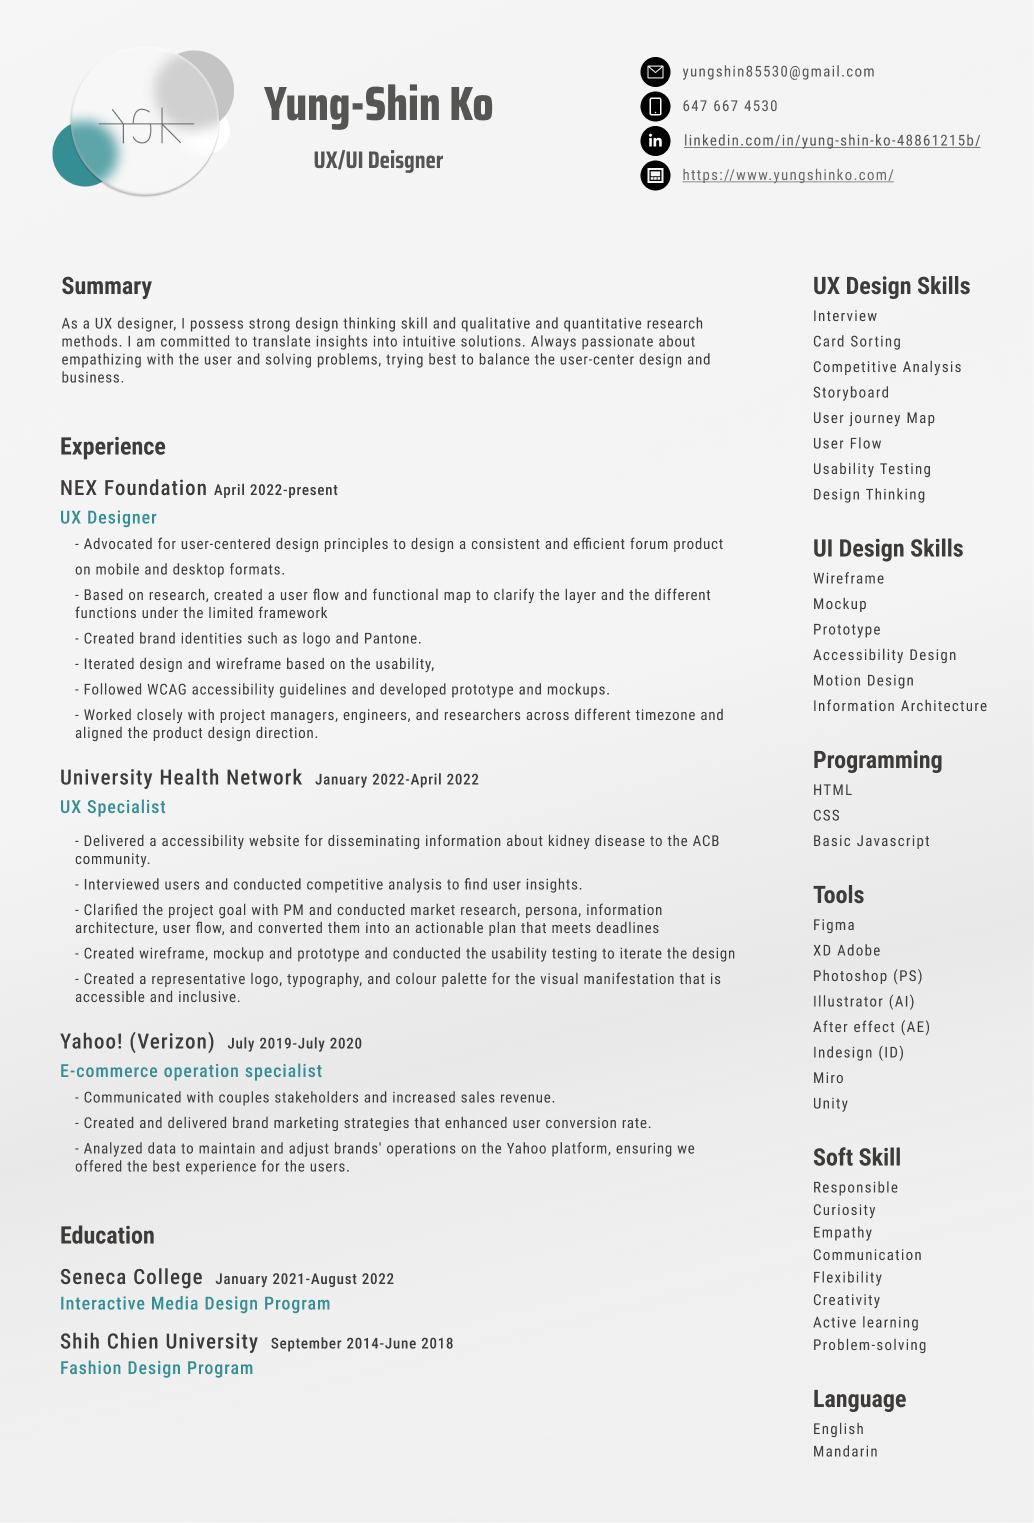 YSK
Yung-Shin Ko
UX/UI Deisgner
yungshin85530@gmail.com
647 667 4530
in
linkedin.com/in/yung-shin-ko-48861215b/
https://www.yungshinko.com/
Summary
As a UX designer, I possess strong design thinking skill and qualitative and quantitative research
methods. I am committed to translate insights into intuitive solutions. Always passionate about
empathizing with the user and solving problems, trying best to balance the user-center design and
business.
Experience
NEX Foundation April 2022-present
UX Designer
- Advocated for user-centered design principles to design a consistent and efficient forum product
on mobile and desktop formats.
- Based on research, created a user flow and functional map to clarify the layer and the different
functions under the limited framework
- Created brand identities such as logo and Pantone.
- Iterated design and wireframe based on the usability,
- Followed WCAG accessibility guidelines and developed prototype and mockups.
- Worked closely with project managers, engineers, and researchers across different timezone and
aligned the product design direction.
University Health Network January 2022-April 2022
UX Specialist
- Delivered a accessibility website for disseminating information about kidney disease to the ACB
community.
- Interviewed users and conducted competitive analysis to find user insights.
- Clarified the project goal with PM and conducted market research, persona, information
architecture, user flow, and converted them into an actionable plan that meets deadlines
- Created wireframe, mockup and prototype and conducted the usability testing to iterate the design
- Created a representative logo, typography, and colour palette for the visual manifestation that is
accessible and inclusive.
Yahoo! (Verizon) July 2019-July 2020
E-commerce operation specialist
- Communicated with couples stakeholders and increased sales revenue.
- Created and delivered brand marketing strategies that enhanced user conversion rate.
- Analyzed data to maintain and adjust brands' operations on the Yahoo platform, ensuring we
offered the best experience for the users.
Education
Seneca College January 2021-August 2022
Interactive Media Design Program
Shih Chien University September 2014-June 2018
Fashion Design Program
UX Design Skills
Interview
Card Sorting
Competitive Analysis
Storyboard
User journey Map
User Flow
Usability Testing
Design Thinking
UI Design Skills
Wireframe
Mockup
Prototype
Accessibility Design
Motion Design
Information Architecture
Programming
HTML
CSS
Basic Javascript
Tools
Figma
XD Adobe
Photoshop (PS)
Illustrator (AI)
After effect (AE)
Indesign (ID)
Miro
Unity
Soft Skill
Responsible
Curiosity
Empathy
Communication
Flexibility
Creativity
Active learning
Problem-solving
Language
English
Mandarin